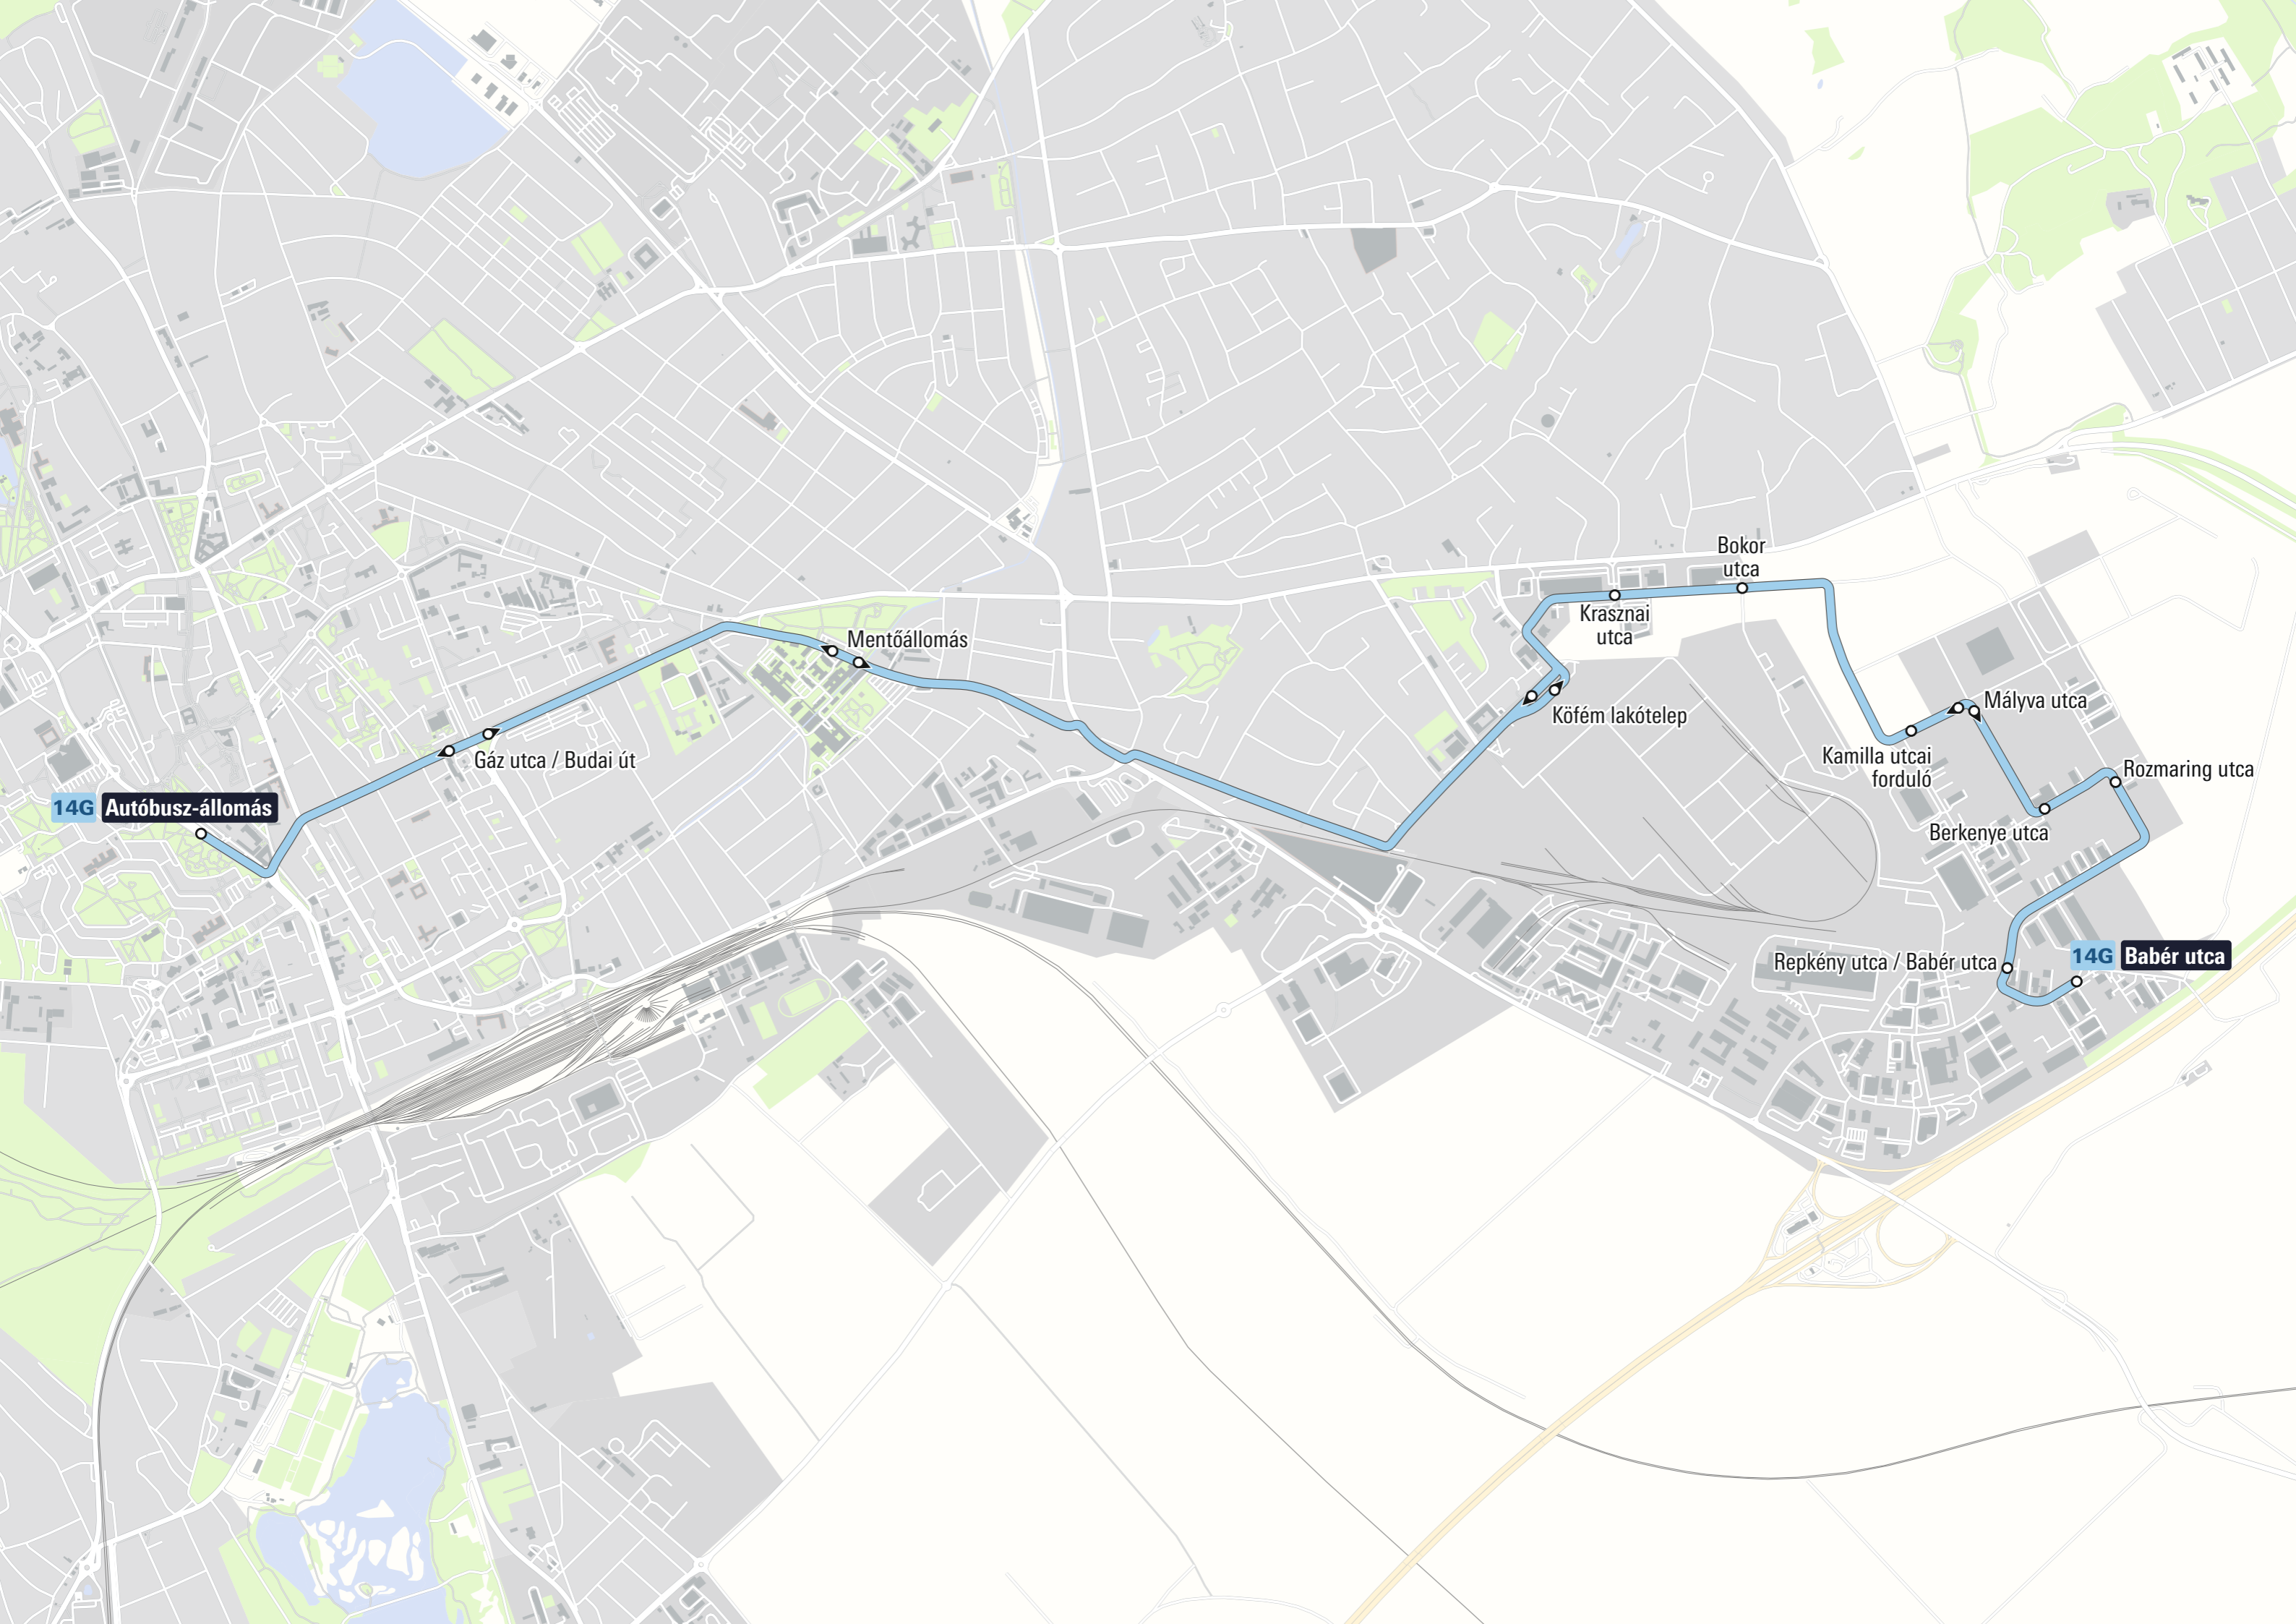 Bokor
utca
Krasznai
utca
Mentőállomás
Mályva utca
Köfém lakótelep
Kamilla utcai
forduló
Gáz utca / Budai út
Rozmaring utca
14G Autóbusz-állomás
Berkenye utca
Repkény utca / Babér utca
14G Babér utca